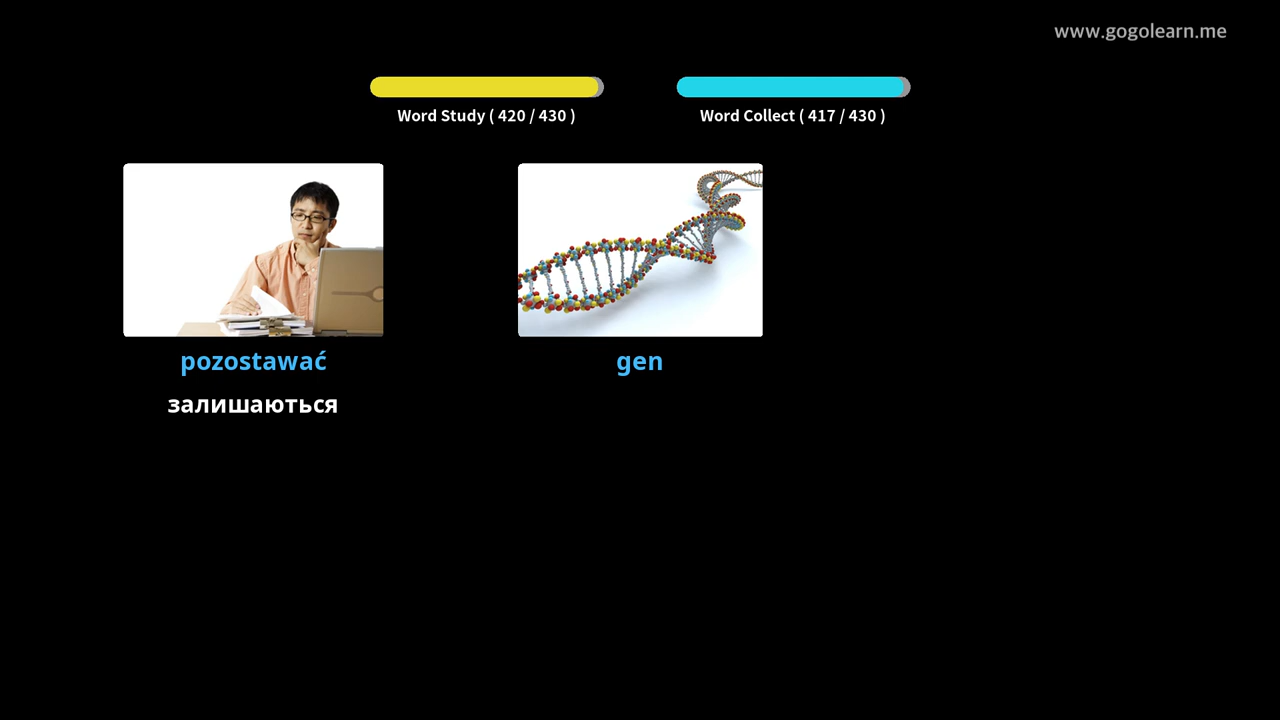 www.gogolearn.me
Word Study ( 420 / 430 )
Word Collect ( 417 / 430 )
pozostawać
gen
залишаються